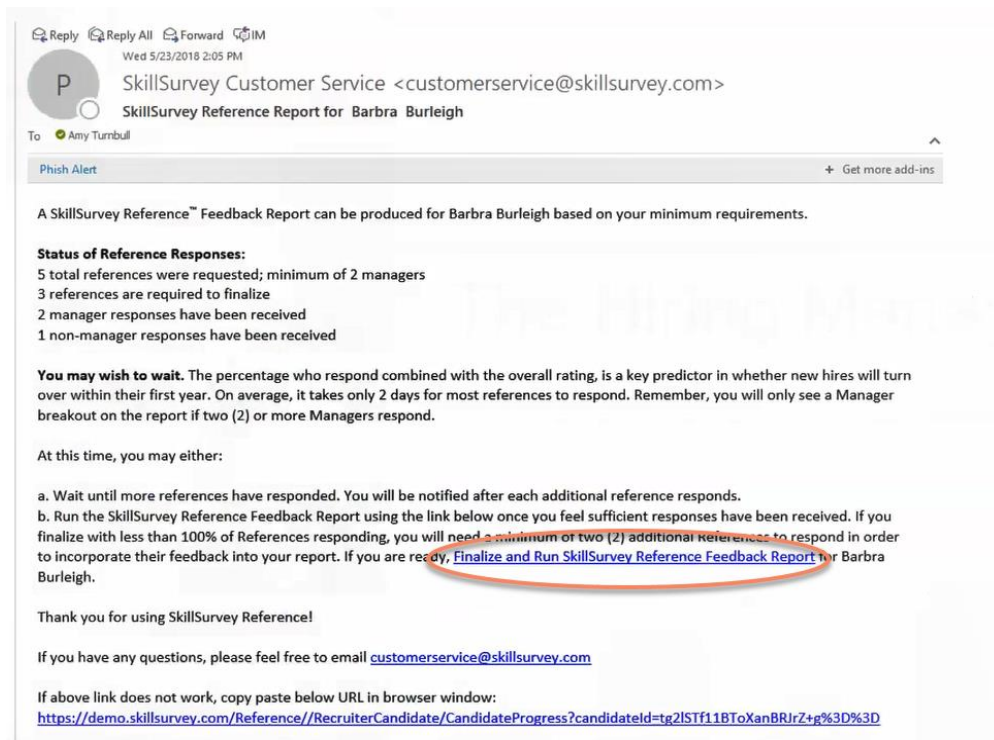 Reply Reply All Forward IM
Wed 5/23/2018 2:05 PM
P
SkillSurvey Customer Service <customerservice@skillsurvey.com>
SkillSurvey Reference Report for Barbra Burleigh
To Amy Turnbull
Phish Alert + Get more add-ins
A SkillSurvey Reference™ Feedback Report can be produced for Barbra Burleigh based on your minimum requirements.
Status of Reference Responses:
5 total references were requested; minimum of 2 managers
3 references are required to finalize
2 manager responses have been received
1 non-manager responses have been received
You may wish to wait. The percentage who respond combined with the overall rating, is a key predictor in whether new hires will turn
over within their first year. On average, it takes only 2 days for most references to respond. Remember, you will only see a Manager
breakout on the report if two (2) or more Managers respond.
At this time, you may either:
a. Wait until more references have responded. You will be notified after each additional reference responds.
b. Run the SkillSurvey Reference Feedback Report using the link below once you feel sufficient responses have been received. If you
finalize with less than 100% of References responding, you will need a minimum of two (2) additional References to respond in order
to incorporate their feedback into your report. If you are ready, Finalize and Run SkillSurvey Reference Feedback Report for Barbra
Burleigh.
Thank you for using SkillSurvey Reference!
If you have any questions, please feel free to email customerservice@skillsurvey.com
If above link does not work, copy paste below URL in browser window:
https://demo.skillsurvey.com/Reference//RecruiterCandidate/CandidateProgress?candidateId=tg2lSTf11BToXanBRJrZ+g%3D%3D
The Hiring